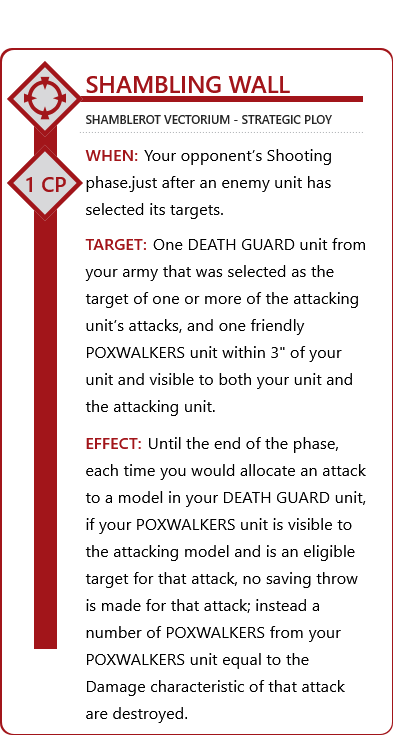 SHAMBLING WALL
SHAMBLEROT VECTORIUM - STRATEGIC PLOY
WHEN: Your opponent's Shooting
1 CP
phase.just after an enemy unit has
selected its targets.
TARGET: One DEATH GUARD unit from
your army that was selected as the
target of one or more of the attacking
unit's attacks, and one friendly
POXWALKERS unit within 3" of your
unit and visible to both your unit and
the attacking unit.
EFFECT: Until the end of the phase,
each time you would allocate an attack
to a model in your DEATH GUARD unit,
if your POXWALKERS unit is visible to
the attacking model and is an eligible
target for that attack, no saving throw
is made for that attack; instead a
number of POXWALKERS from your
POXWALKERS unit equal to the
Damage characteristic of that attack
are destroyed.